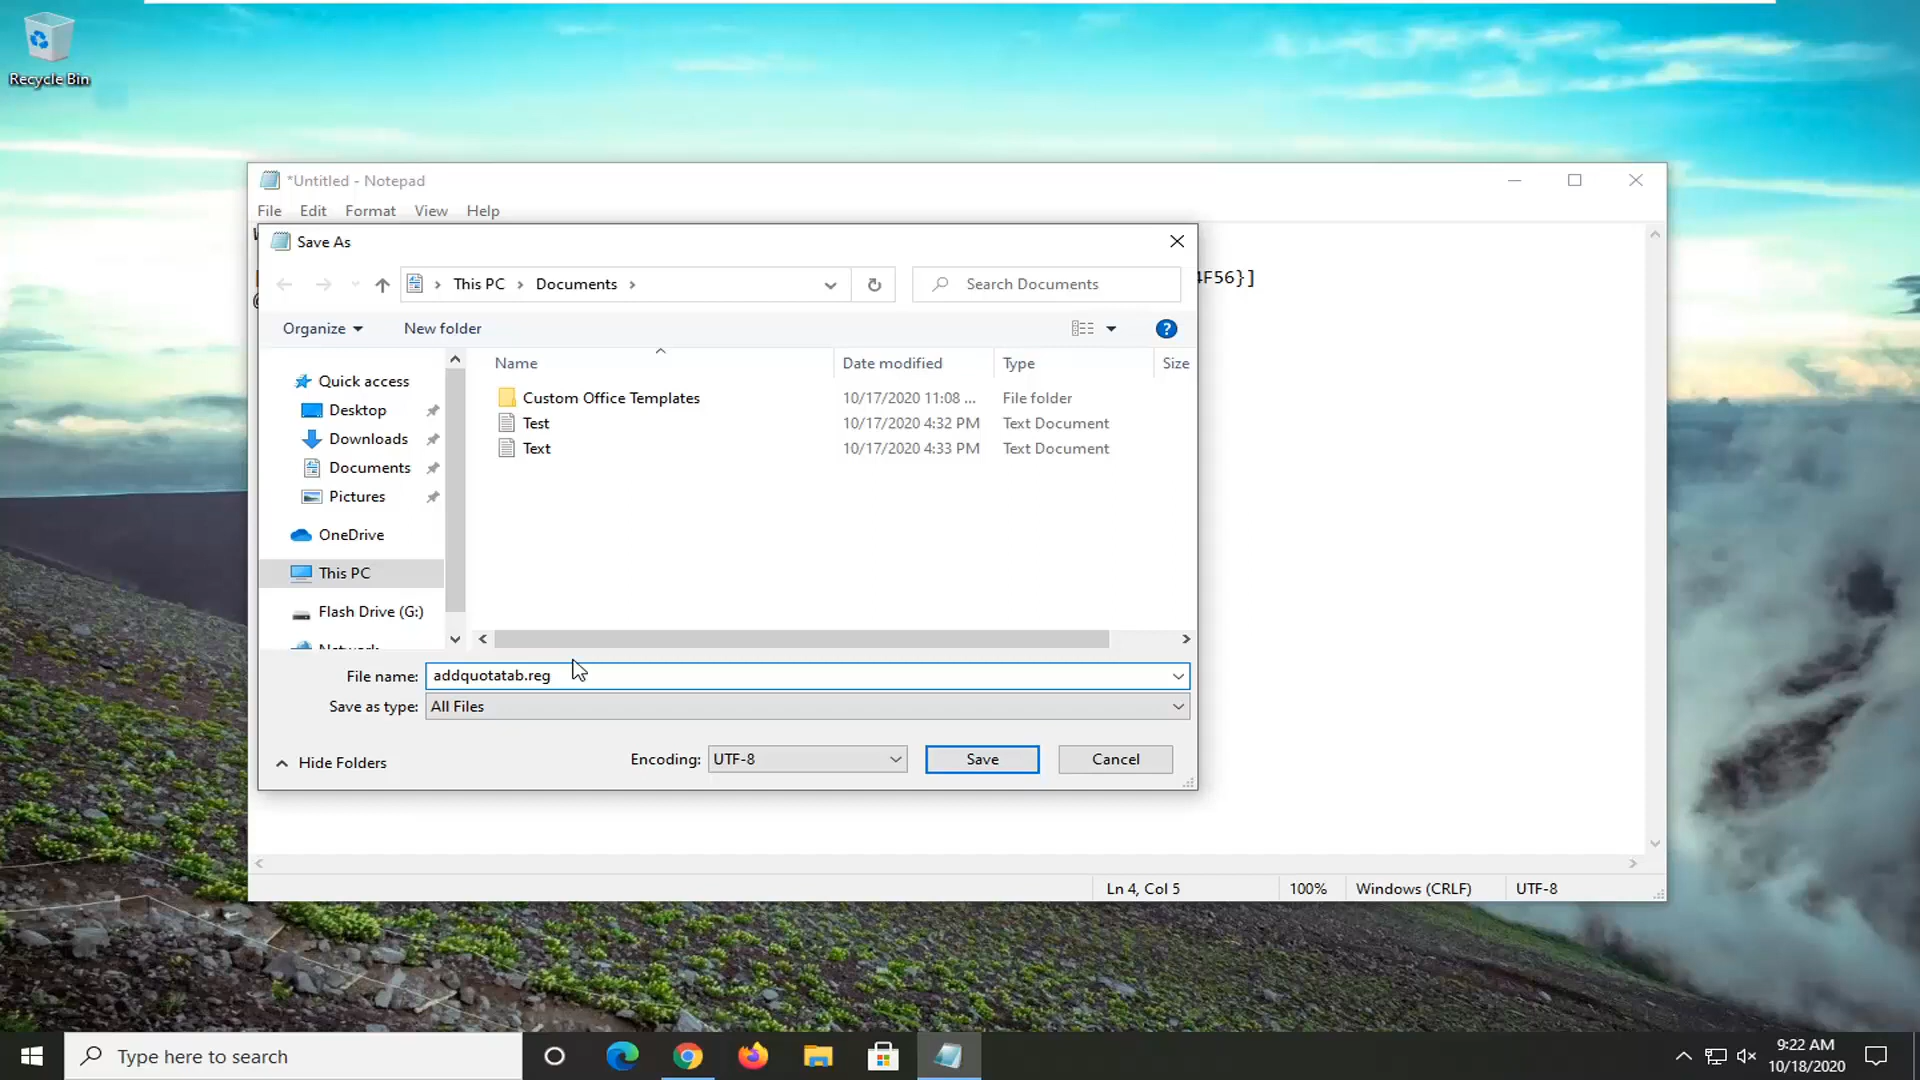 Recycle Bin
*Untitled - Notepad
File Edit Format View Help
Save As
4F56}]
This PC > Documents >
Search Documents
Organize New folder
?
Name Date modified Type Size
Quick access
Desktop
Downloads
Documents
Pictures
OneDrive
This PC
Flash Drive (G:)
Network
Custom Office Templates 10/17/2020 11:08 ... File folder
Test 10/17/2020 4:32 PM Text Document
Text 10/17/2020 4:33 PM Text Document
File name: addquotatab.reg
Save as type: All Files
Hide Folders
Encoding: UTF-8 Save Cancel
Ln 4, Col 5 100% Windows (CRLF) UTF-8
Type here to search
9:22 AM
10/18/2020